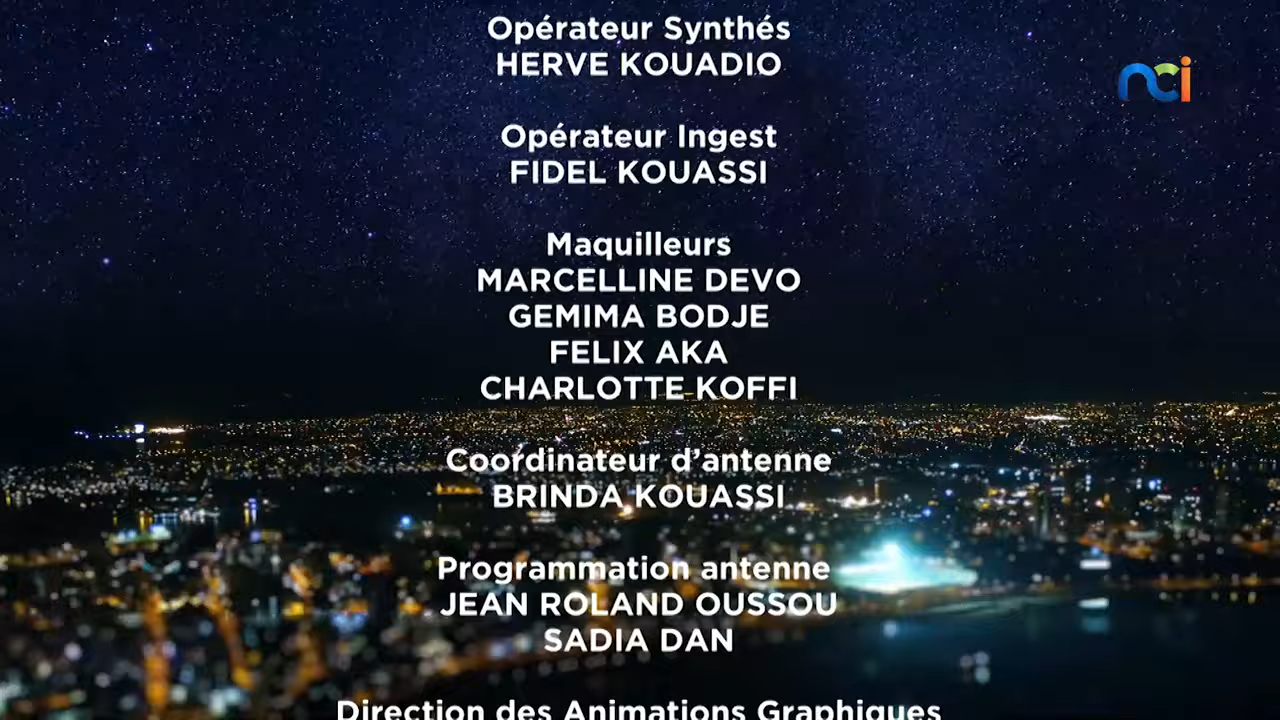 Opérateur Synthés
HERVE KOUADIO
nci
Opérateur Ingest
FIDEL KOUASSI
Maquilleurs
MARCELLINE DEVO
GEMIMA BODJE
FELIX AKA
CHARLOTTE KOFFI
Coordinateur d’antenne
BRINDA KOUASSI
Programmation antenne
JEAN ROLAND OUSSOU
SADIA DAN
Direction des Animations Graphiques